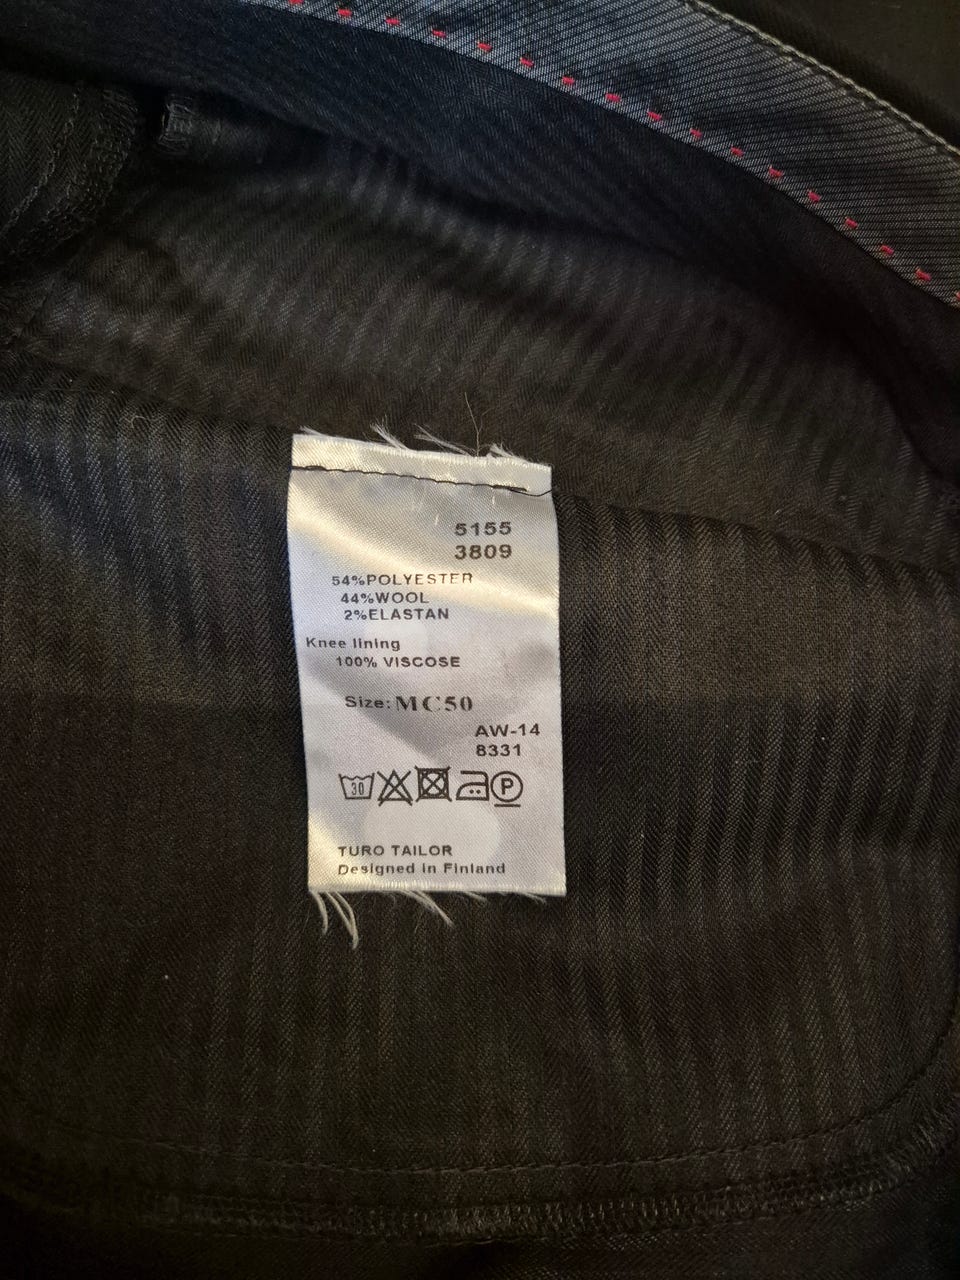 5155
3809
54%POLYESTER
44%WOOL
2%ELASTAN
Knee lining
100% VISCOSE
Size: MC50
AW-14
8331
30 P
TURO TAILOR
Designed in Finland